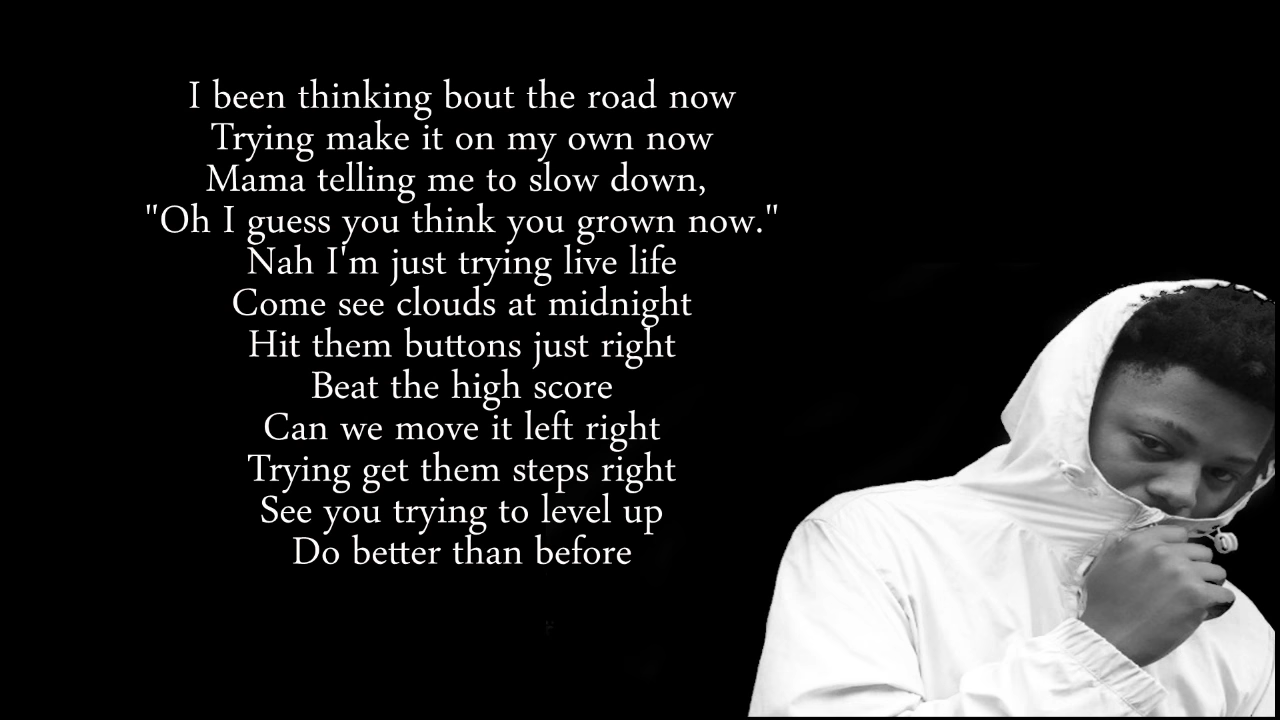 I been thinking bout the road now
Trying make it on my own now
Mama telling me to slow down,
"Oh I guess you think you grown now."
Nah I'm just trying live life
Come see clouds at midnight
Hit them buttons just right
Beat the high score
Can we move it left right
Trying get them steps right
See you trying to level up
Do better than before